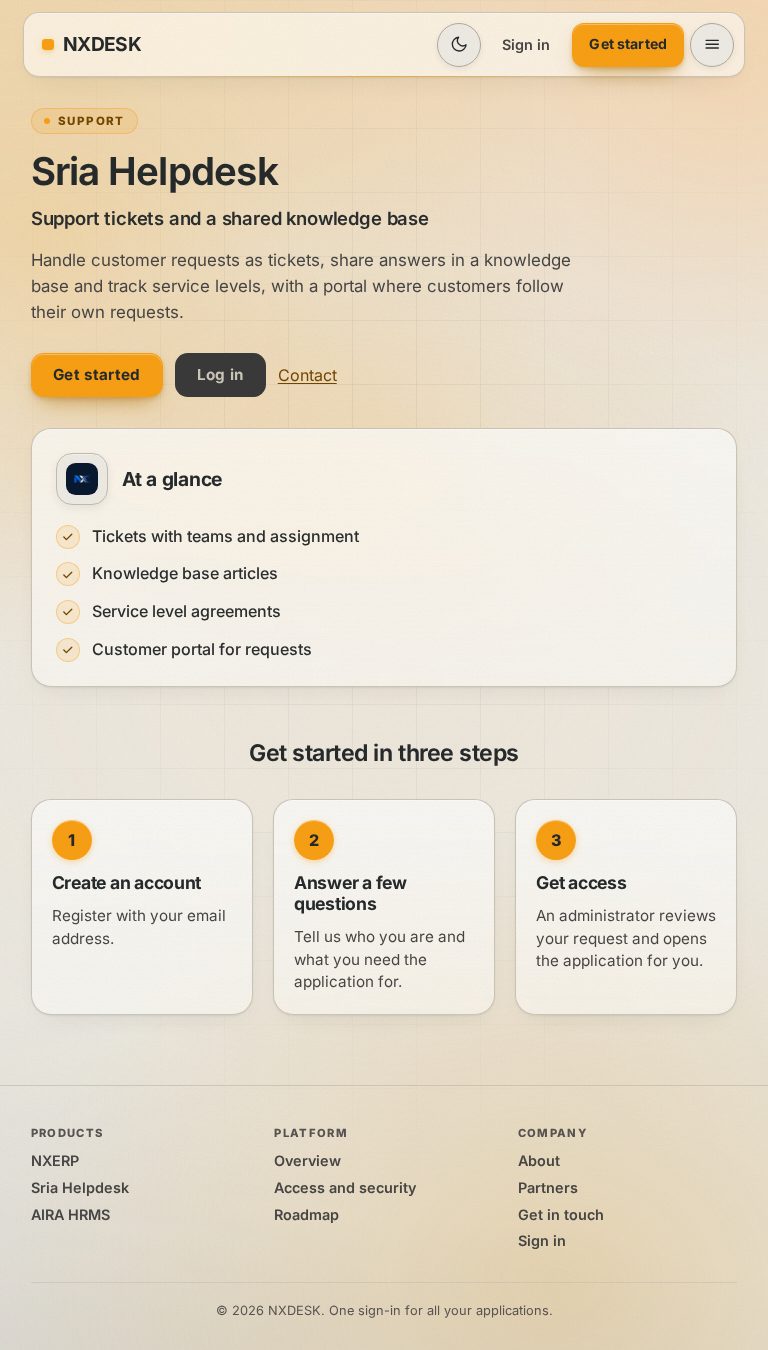 NXDESK
Sign in
Get started
SUPPORT
Sria Helpdesk
Support tickets and a shared knowledge base
Handle customer requests as tickets, share answers in a knowledge
base and track service levels, with a portal where customers follow
their own requests.
Get started
Log in
Contact
NX
At a glance
Tickets with teams and assignment
Knowledge base articles
Service level agreements
Customer portal for requests
Get started in three steps
1
Create an account
Register with your email
address.
2
Answer a few
questions
Tell us who you are and
what you need the
application for.
3
Get access
An administrator reviews
your request and opens
the application for you.
PRODUCTS
NXERP
Sria Helpdesk
AIRA HRMS
PLATFORM
Overview
Access and security
Roadmap
COMPANY
About
Partners
Get in touch
Sign in
© 2026 NXDESK. One sign-in for all your applications.